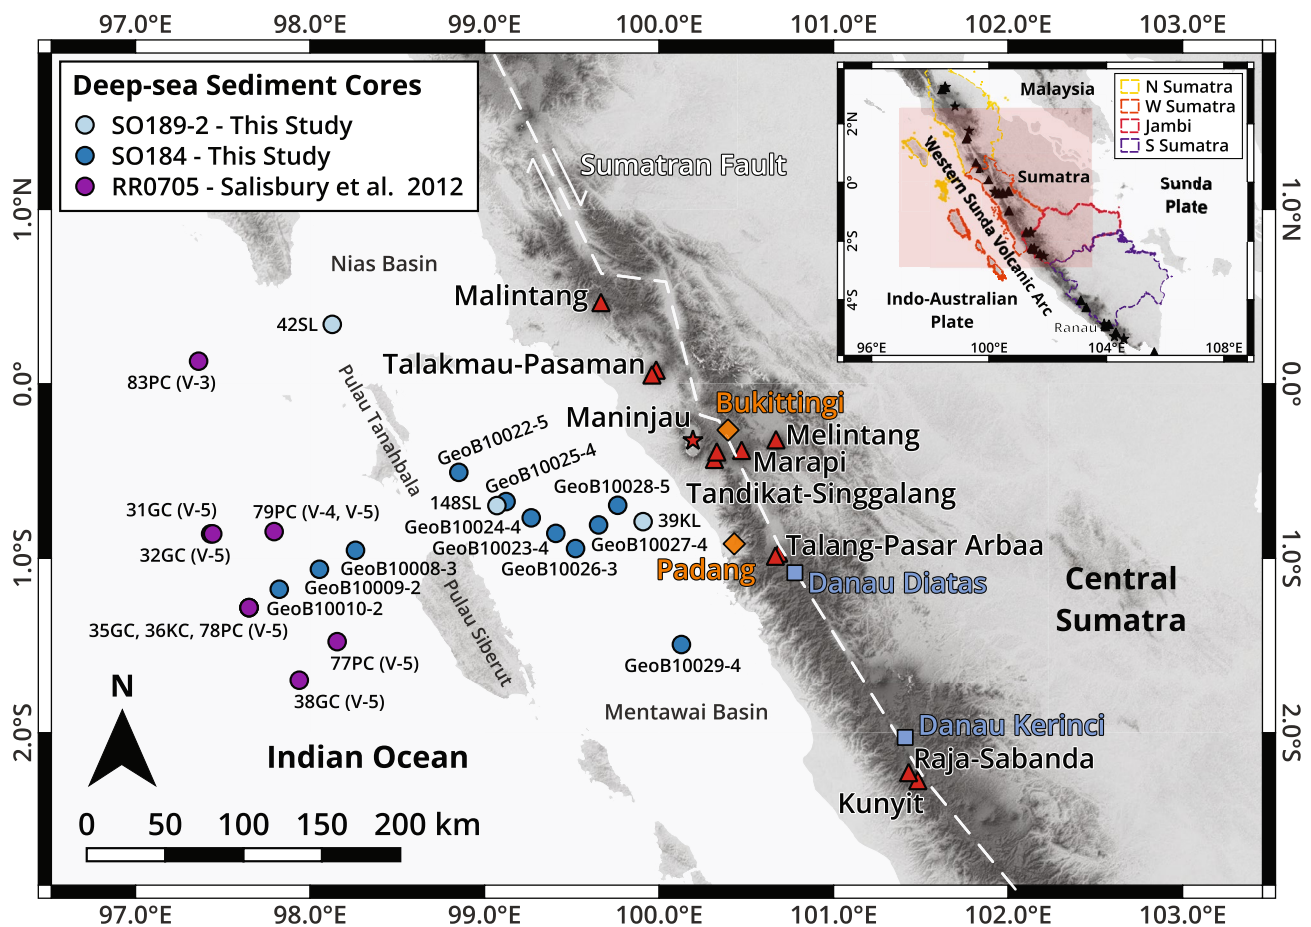 97.0°E 98.0°E 99.0°E 100.0°E 101.0°E 102.0°E 103.0°E
Deep-sea Sediment Cores
SO189-2 - This Study
SO184 - This Study
RR0705 - Salisbury et al. 2012
Malaysia
N Sumatra
W Sumatra
Jambi
S Sumatra
2°N
0°
2°S
4°S
Sumatra
Sunda
Plate
Western Sunda Volcanic Arc
Indo-Australian
Plate
Ranau
96°E 100°E 104°E 108°E
1.0°N
0.0°
1.0°S
2.0°S
1.0°N
0.0°
1.0°S
2.0°S
Sumatran Fault
Nias Basin
Malintang
42SL
83PC (V-3)
Talakmau-Pasaman
Pulau Tanahbala
Bukittingi
Maninjau
Melintang
Marapi
Tandikat-Singgalang
GeoB10022-5
GeoB10025-4
GeoB10028-5
148SL
39KL
GeoB10024-4
GeoB10027-4
GeoB10023-4
GeoB10026-3
31GC (V-5)
79PC (V-4, V-5)
32GC (V-5)
GeoB10008-3
GeoB10009-2
GeoB10010-2
35GC, 36KC, 78PC (V-5)
77PC (V-5)
38GC (V-5)
Pulau Siberut
Talang-Pasar Arbaa
Padang
Danau Diatas
Central
Sumatra
GeoB10029-4
Mentawai Basin
Danau Kerinci
Raja-Sabanda
Kunyit
N
Indian Ocean
0 50 100 150 200 km
97.0°E 98.0°E 99.0°E 100.0°E 101.0°E 102.0°E 103.0°E